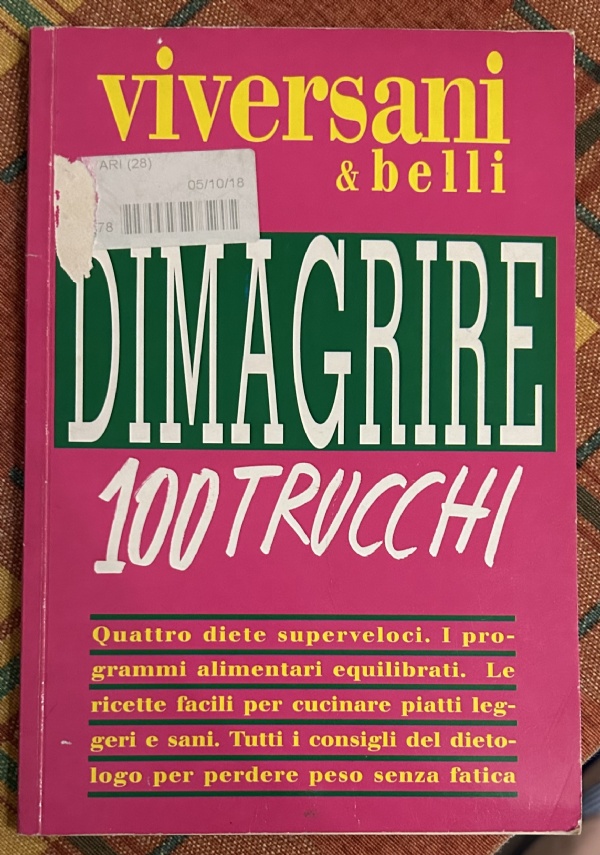 viversani
& belli
ARI (28)
05/10/18
78
DIMAGRIRE
100 TRUCCHI
Quattro diete superveloci. I pro-
grammi alimentari equilibrati. Le
ricette facili per cucinare piatti leg-
geri e sani. Tutti i consigli del dieto-
logo per perdere peso senza fatica